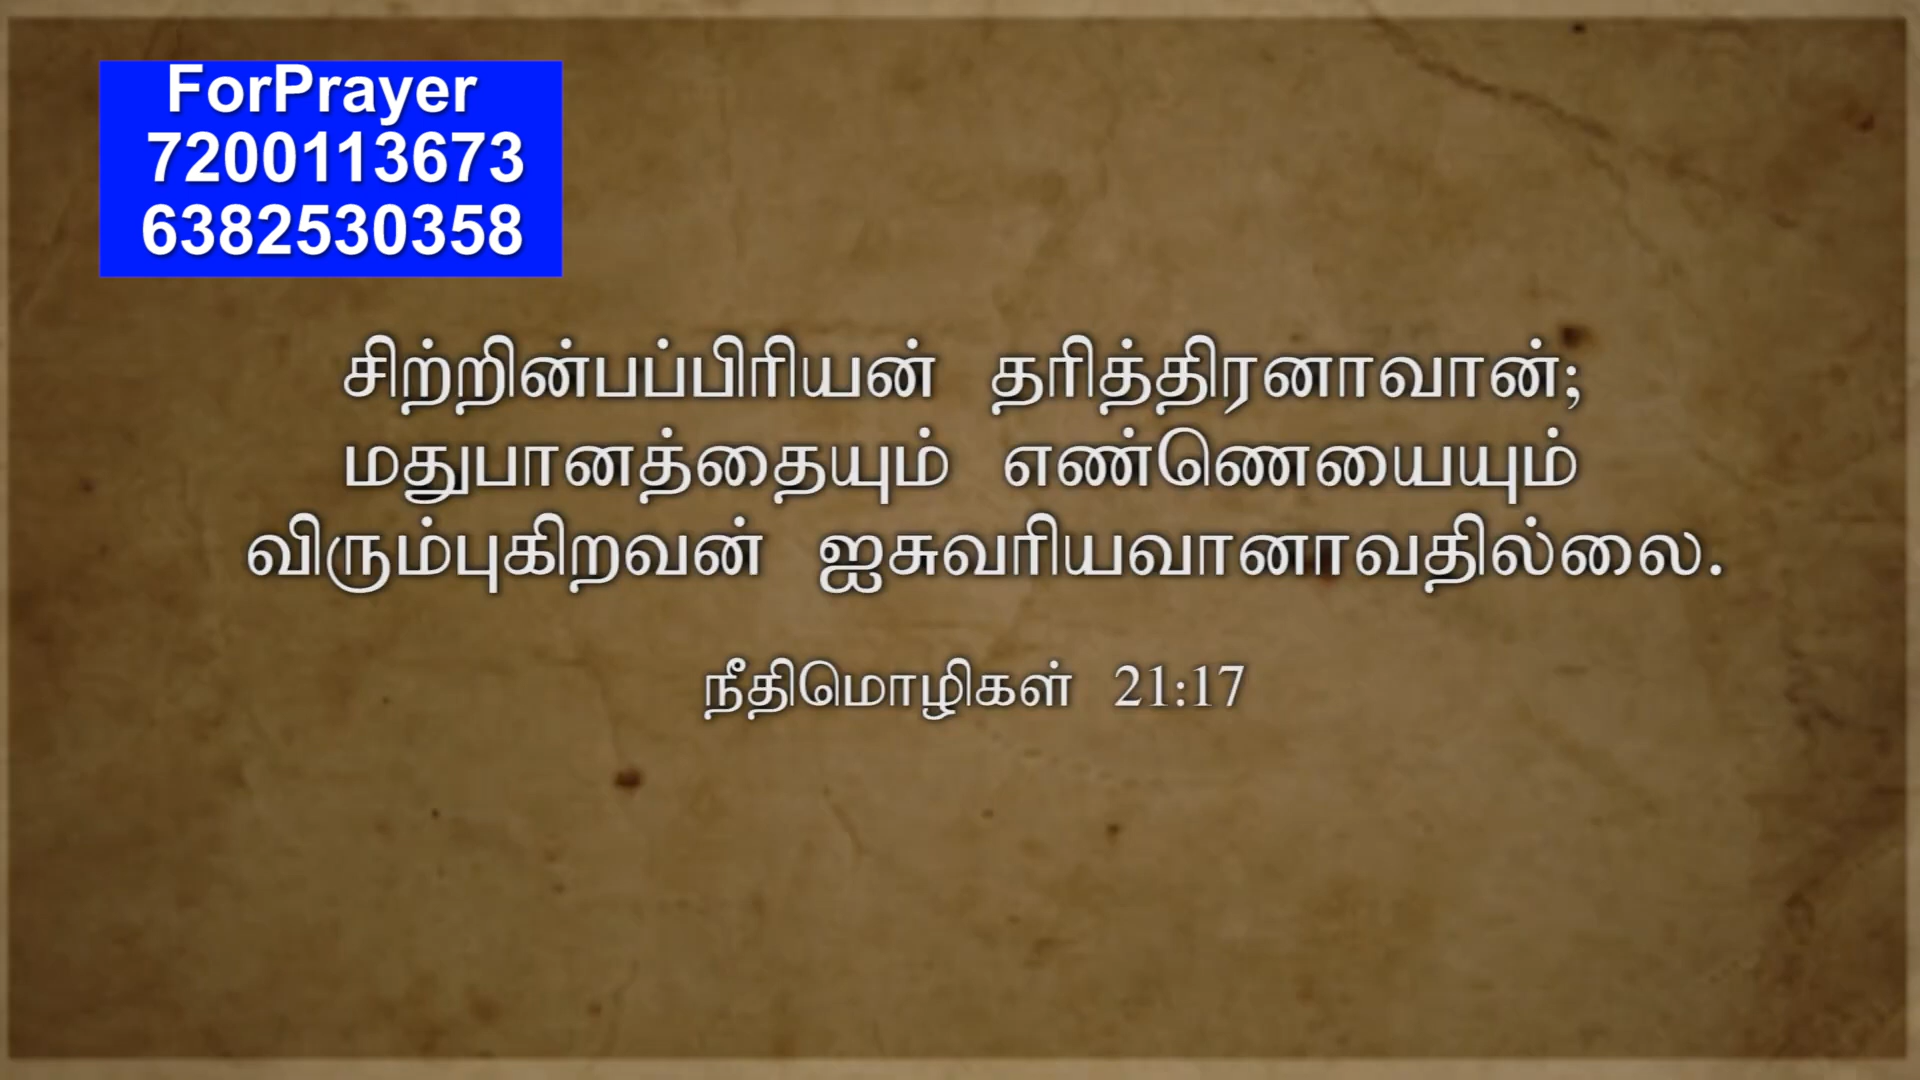 ForPrayer
7200113673
6382530358
சிற்றின்பப்பிரியன் தரித்திரனாவான்;
மதுபானத்தையும் எண்ணெயையும்
விரும்புகிறவன் ஐசுவரியவானாவதில்லை.
நீதிமொழிகள் 21:17